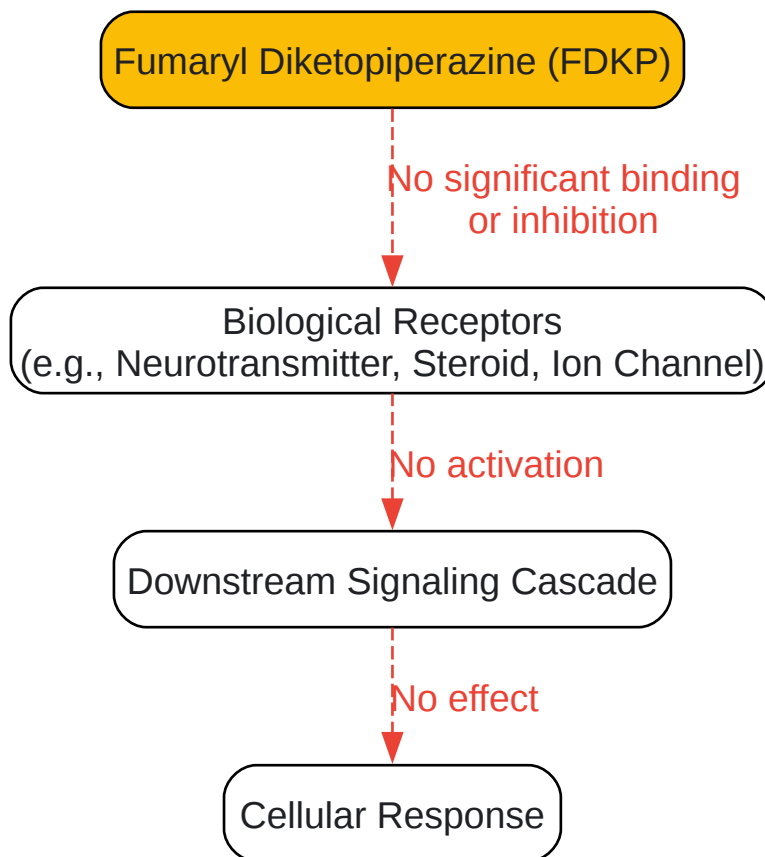 Fumaryl Diketopiperazine (FDKP)
No significant binding
or inhibition
Biological Receptors
(e.g., Neurotransmitter, Steroid, Ion Channel)
No activation
Downstream Signaling Cascade
No effect
Cellular Response